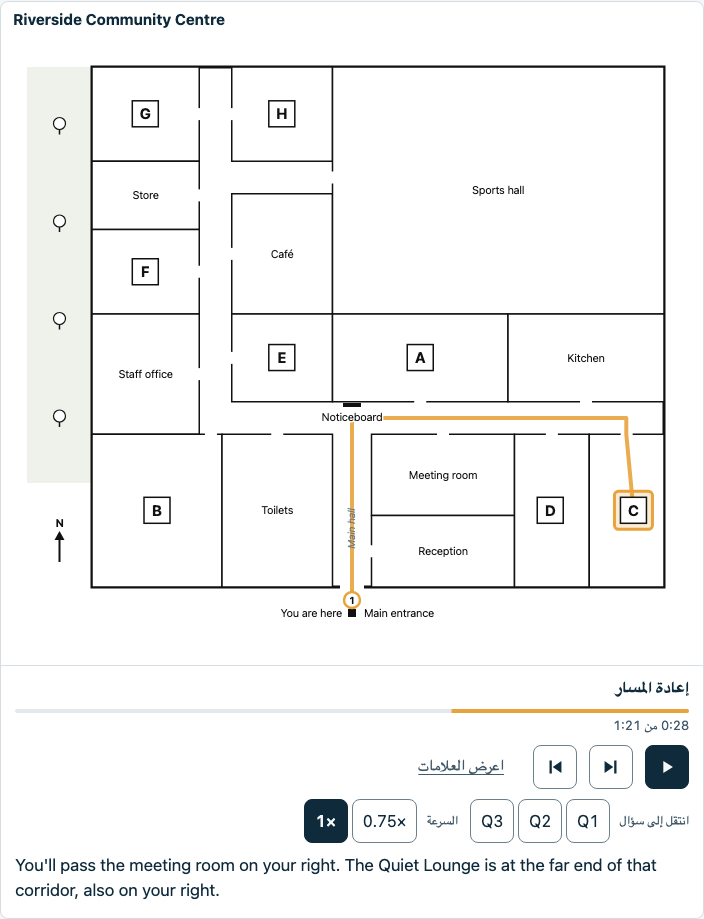 Riverside Community Centre
G
H
Sports hall
Store
Café
F
E
A
Kitchen
Staff office
Noticeboard
Meeting room
B
Toilets
D
C
Main hall
Reception
N
1
You are here
Main entrance
إعادة المسار
0:28 من 1:21
اعرض العلامات
انتقل إلى سؤال Q1 Q2 Q3 السرعة 0.75× 1×
You'll pass the meeting room on your right. The Quiet Lounge is at the far end of that
corridor, also on your right.